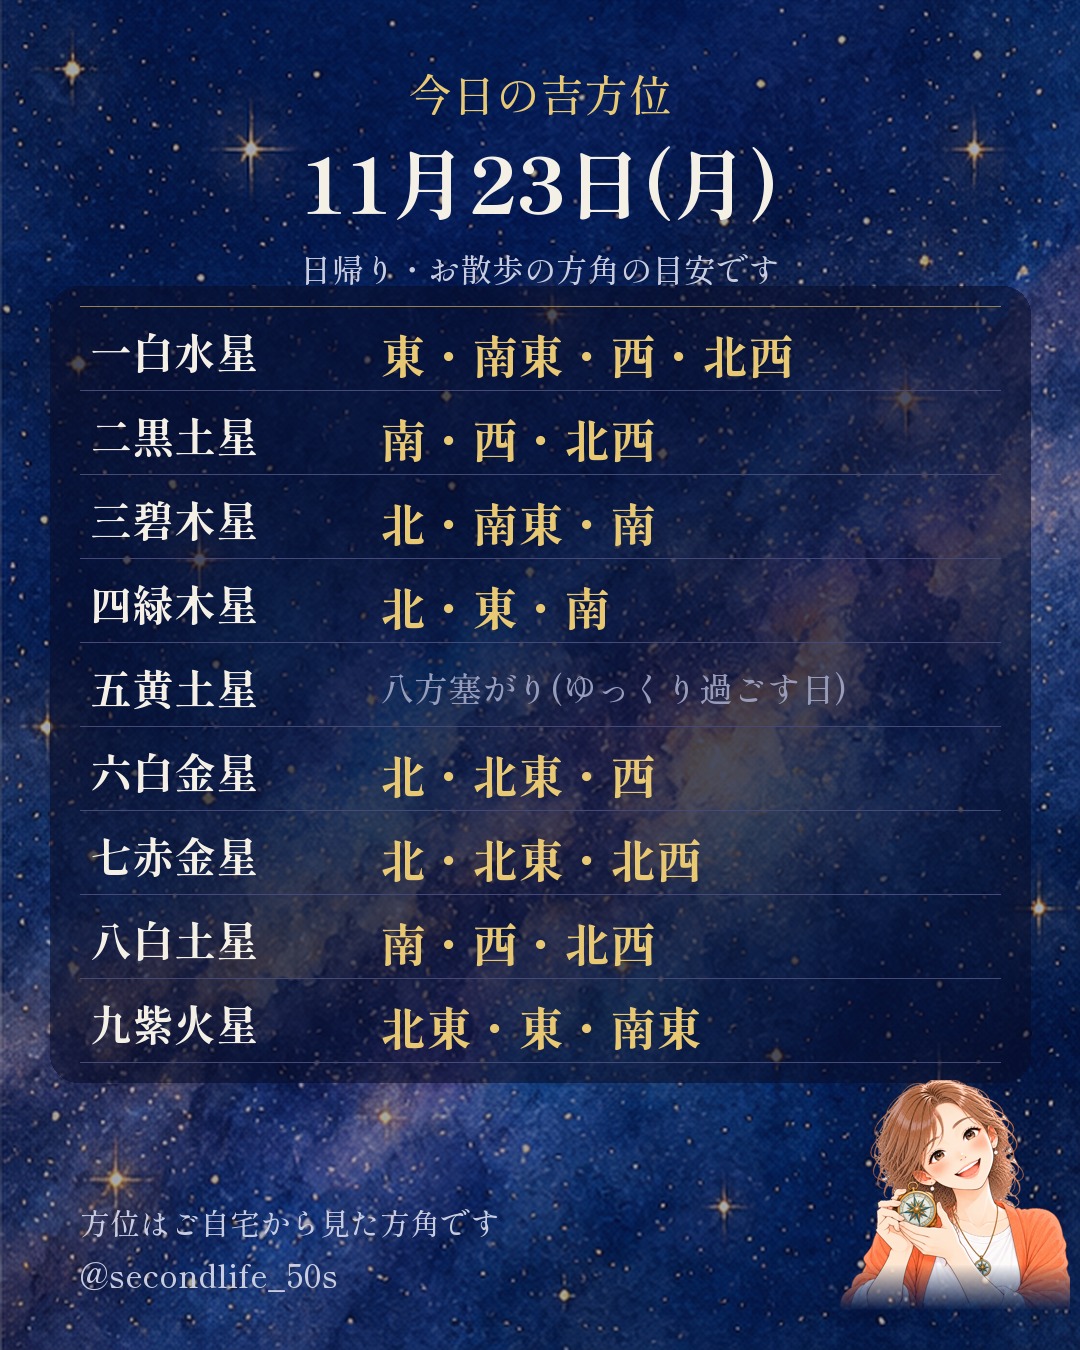 今日の吉方位
11月23日(月)
日帰り・お散歩の方角の目安です
一白水星 東・南東・西・北西
二黒土星 南・西・北西
三碧木星 北・南東・南
四緑木星 北・東・南
五黄土星 八方塞がり(ゆっくり過ごす日)
六白金星 北・北東・西
七赤金星 北・北東・北西
八白土星 南・西・北西
九紫火星 北東・東・南東
方位はご自宅から見た方角です
@secondlife_50s